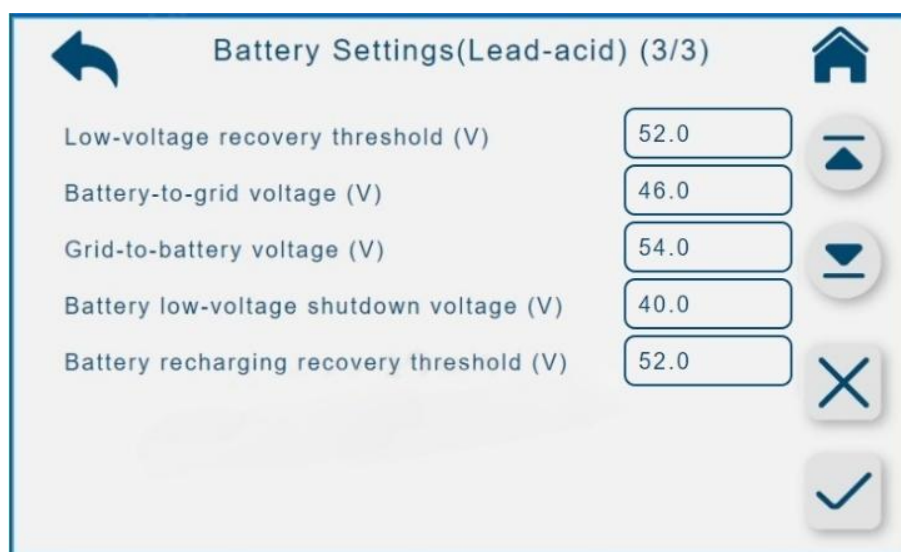 Battery Settings(Lead-acid) (3/3)
Low-voltage recovery threshold (V) 52.0
Battery-to-grid voltage (V) 46.0
Grid-to-battery voltage (V) 54.0
Battery low-voltage shutdown voltage (V) 40.0
Battery recharging recovery threshold (V) 52.0